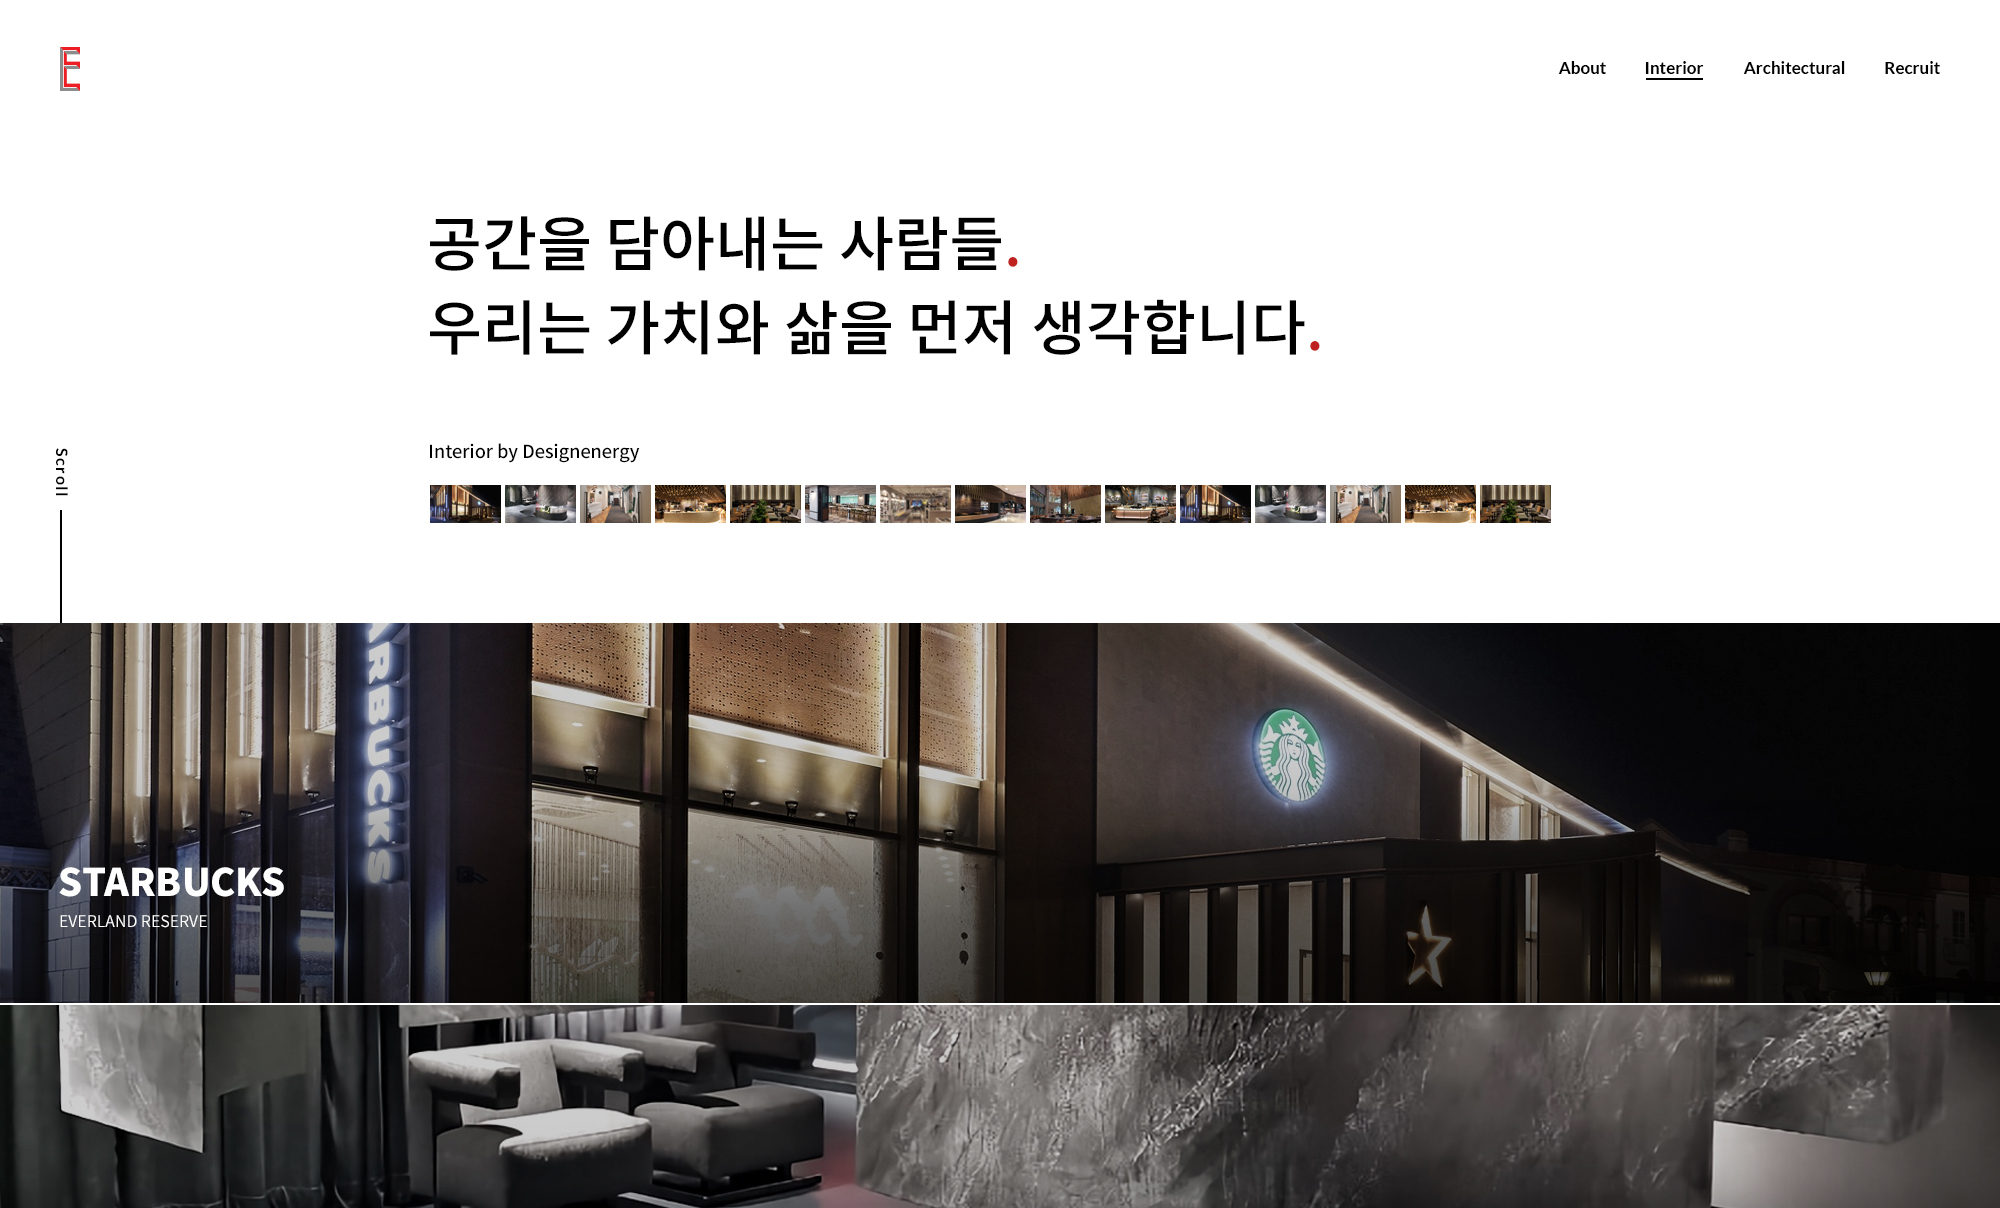 E
About
Interior
Architectural
Recruit
공간을 담아내는 사람들.
우리는 가치와 삶을 먼저 생각합니다.
Interior by Designenergy
Scroll
ARBUCKS
STARBUCKS
EVERLAND RESERVE